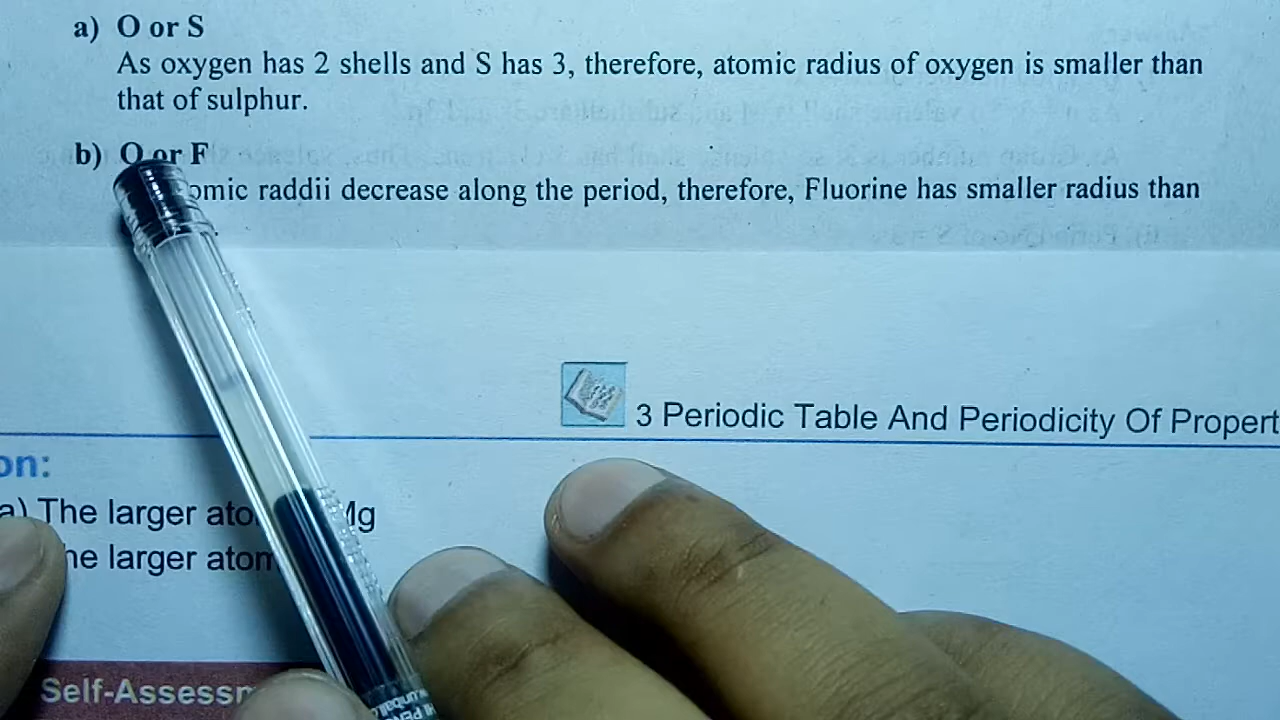 a) O or S
As oxygen has 2 shells and S has 3, therefore, atomic radius of oxygen is smaller than
that of sulphur.
b) O or F
omic raddii decrease along the period, therefore, Fluorine has smaller radius than
3 Periodic Table And Periodicity Of Propert
on:
a) The larger ato Mg
he larger atom
Self-Assessm